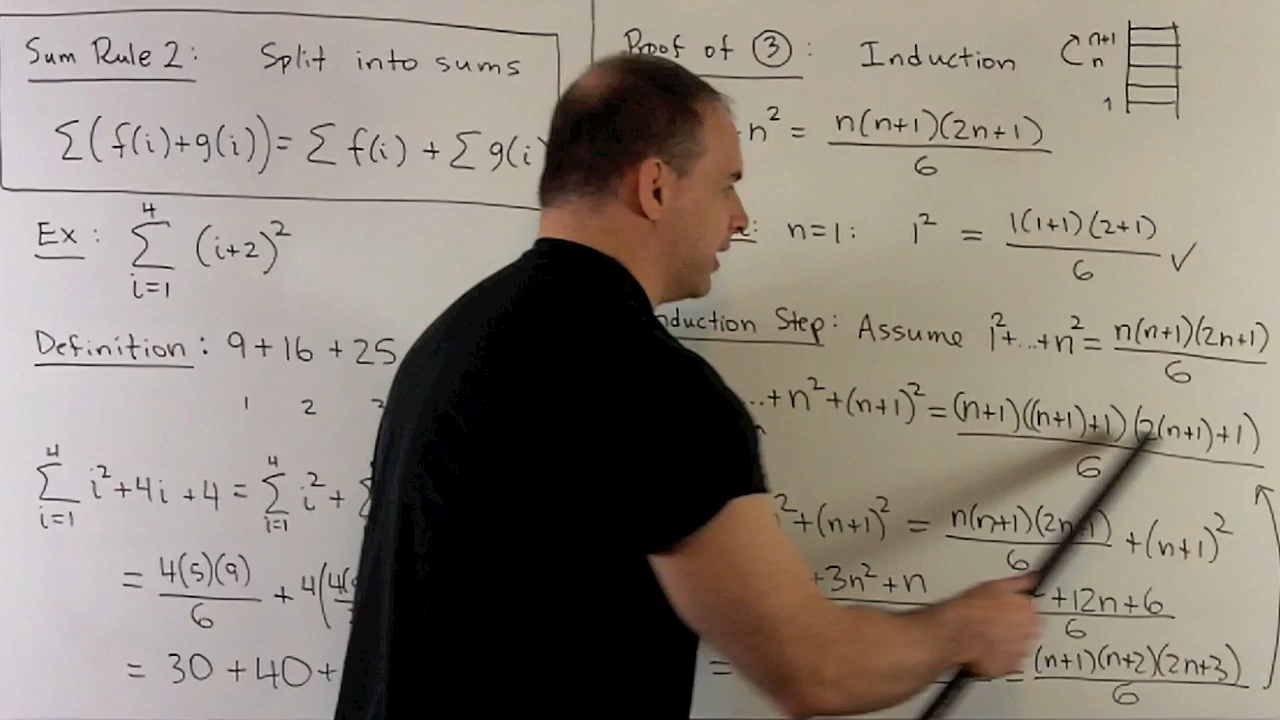 Sum Rule 2: Split into sums
∑(f(i)+g(i))= ∑ f(i) + ∑ g(i
Ex: ∑_{i=1}^{4} (i+2)²
Definition: 9+16+25
1 2
∑_{i=1}^{4} i²+4i+4 = ∑_{i=1}^{4} i²+
= 4(5)(9)/6 + 4(4(
= 30+40+
Proof of ③: Induction
n+1
n
1
n² = n(n+1)(2n+1)/6
n=1: 1² = 1(1+1)(2+1)/6 ✓
nduction Step: Assume 1²+...+n² = n(n+1)(2n+1)/6
..+n²+(n+1)² = (n+1)((n+1)+1)(2(n+1)+1)/6
²+(n+1)² = n(n+1)(2n+1)/6 +(n+1)²
+3n²+n +12n+6/6
= = (n+1)(n+2)(2n+3)/6